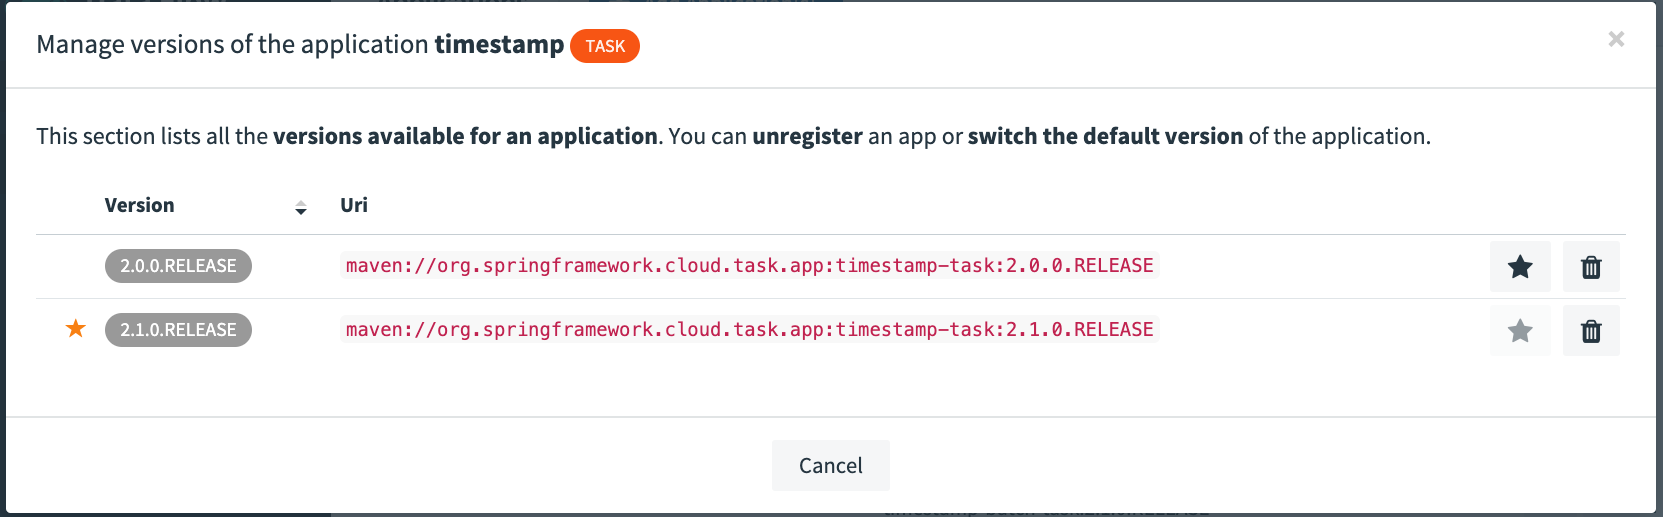 Manage versions of the application timestamp TASK
This section lists all the versions available for an application. You can unregister an app or switch the default version of the application.
Version Uri
2.0.0.RELEASE maven://org.springframework.cloud.task.app:timestamp-task:2.0.0.RELEASE
2.1.0.RELEASE maven://org.springframework.cloud.task.app:timestamp-task:2.1.0.RELEASE
Cancel